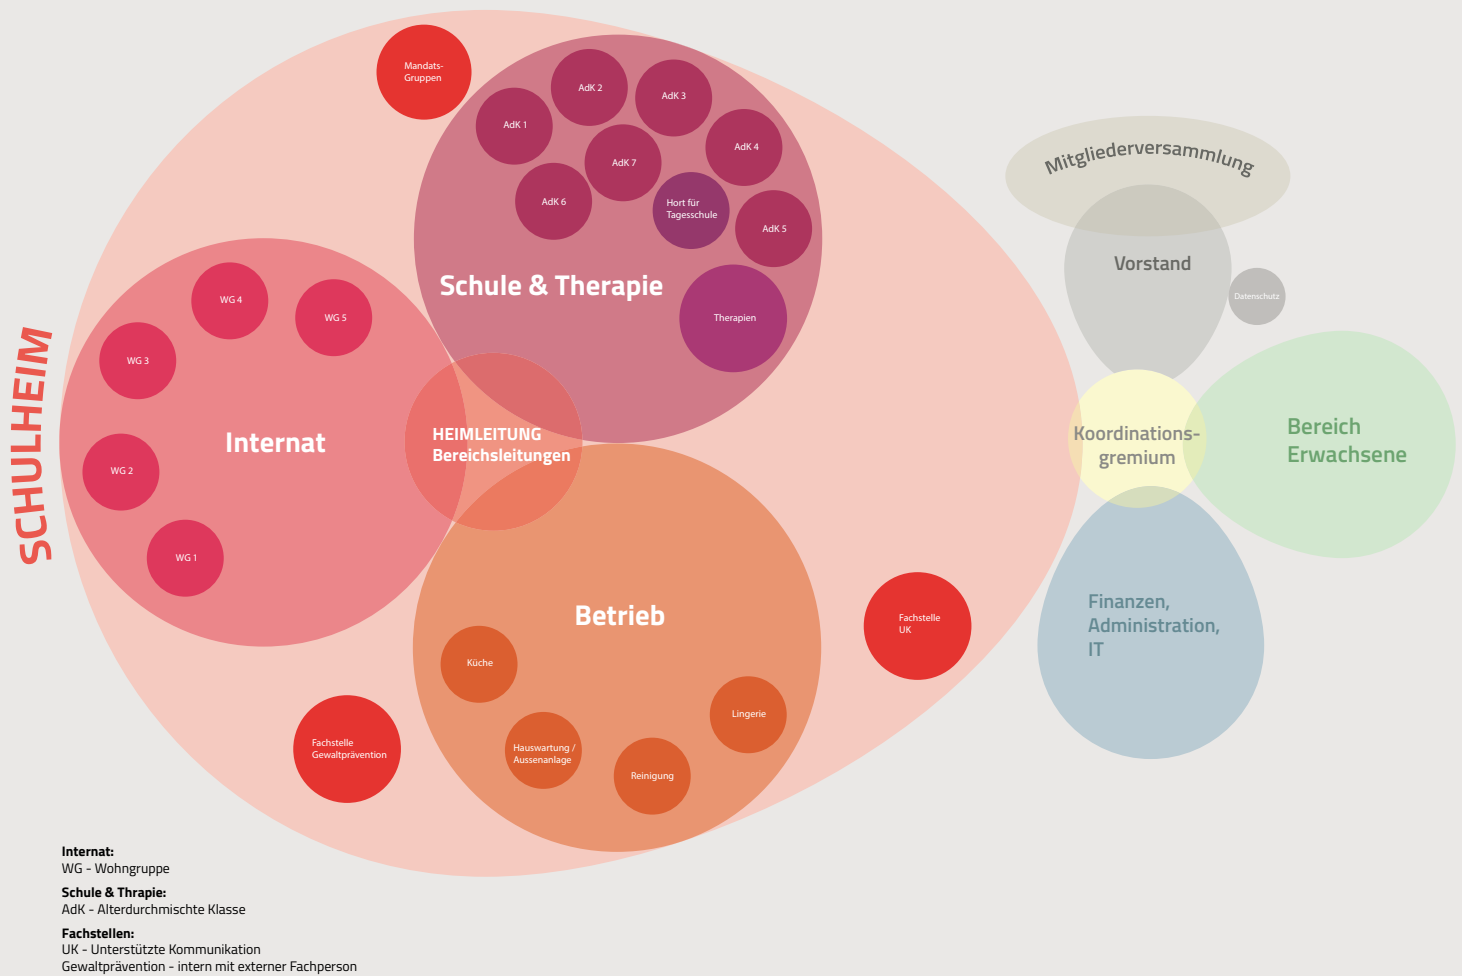 SCHULHEIM
Mandats-
Gruppen
AdK 1
AdK 2
AdK 3
AdK 4
AdK 7
AdK 6
Hort für
Tagesschule
AdK 5
Schule & Therapie
Therapien
WG 4
WG 5
WG 3
Internat
WG 2
WG 1
HEIMLEITUNG
Bereichsleitungen
Betrieb
Küche
Hauswartung /
Aussenanlage
Reinigung
Lingerie
Fachstelle
UK
Fachstelle
Gewaltprävention
Mitgliederversammlung
Vorstand
Datenschutz
Koordinations-
gremium
Bereich
Erwachsene
Finanzen,
Administration,
IT
Internat:
WG - Wohngruppe
Schule & Thrapie:
AdK - Alterdurchmischte Klasse
Fachstellen:
UK - Unterstützte Kommunikation
Gewaltprävention - intern mit externer Fachperson